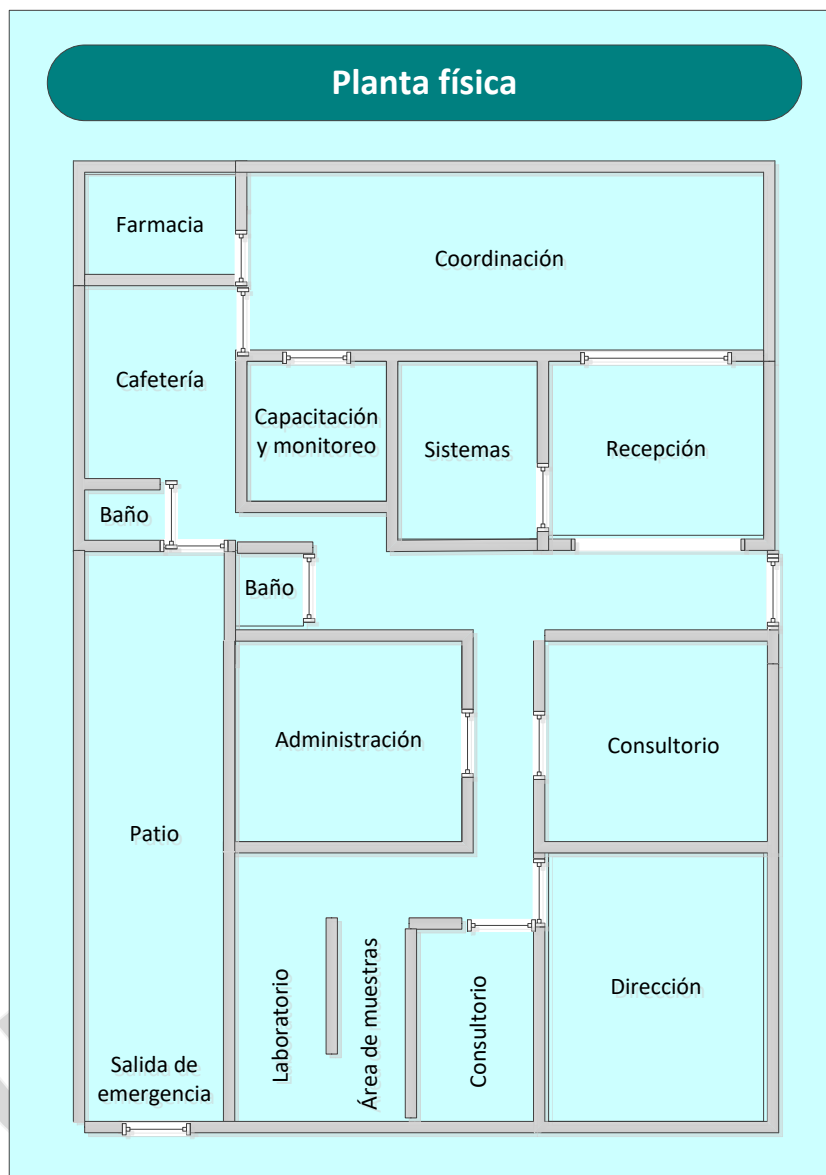 Planta física
Farmacia
Coordinación
Cafetería
Capacitación
y monitoreo
Sistemas
Recepción
Baño
Baño
Administración
Consultorio
Patio
Laboratorio
Área de muestras
Consultorio
Dirección
Salida de
emergencia